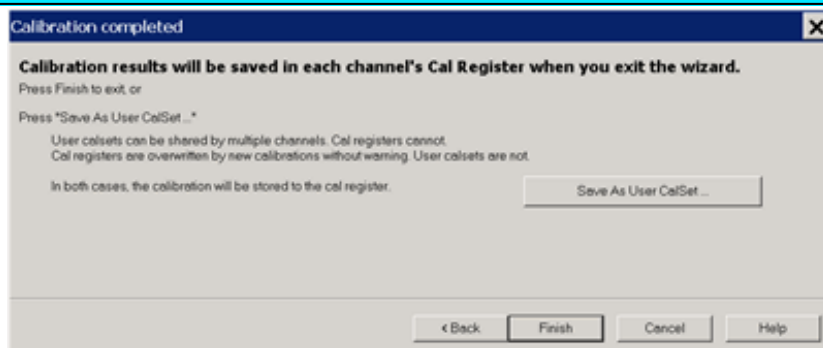 Calibration completed
Calibration results will be saved in each channel's Cal Register when you exit the wizard.
Press Finish to exit, or
Press "Save As User CalSet..."
User calsets can be shared by multiple channels. Cal registers cannot.
Cal registers are overwritten by new calibrations without warning. User calsets are not.
In both cases, the calibration will be stored to the cal register.
Save As User CalSet ...
< Back
Finish
Cancel
Help